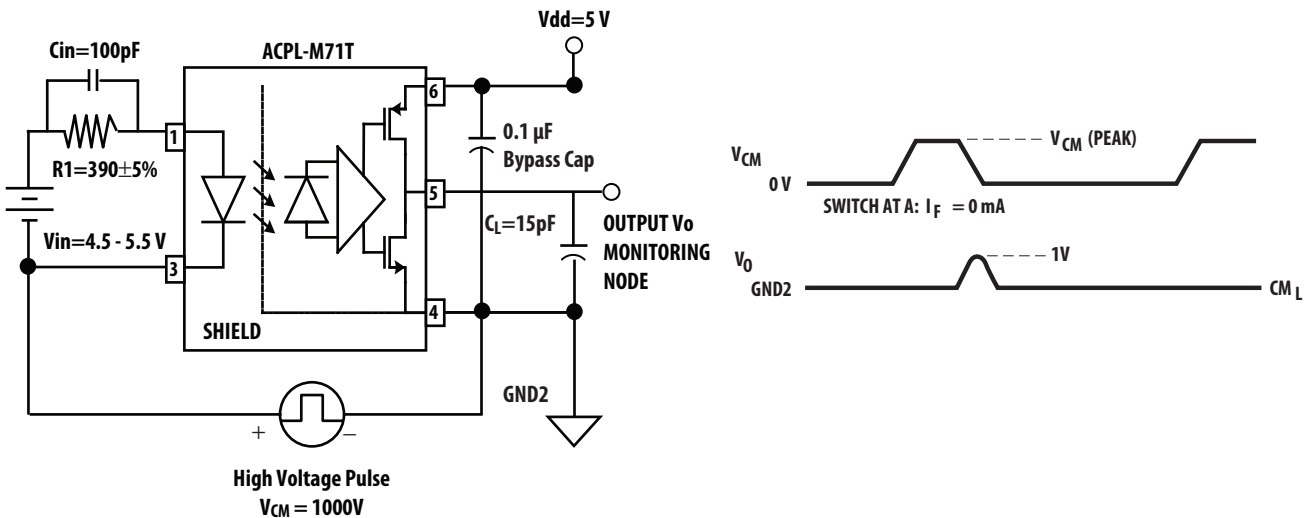 Vdd=5 V
Cin=100pF
ACPL-M71T
6
1
0.1 µF
Bypass Cap
R1=390±5%
5
CL=15pF
OUTPUT Vo
MONITORING
NODE
Vin=4.5 - 5.5 V
3
4
SHIELD
GND2
+
−
High Voltage Pulse
VCM = 1000V
VCM (PEAK)
VCM
0 V
SWITCH AT A: IF = 0 mA
VO
1V
GND2
CML